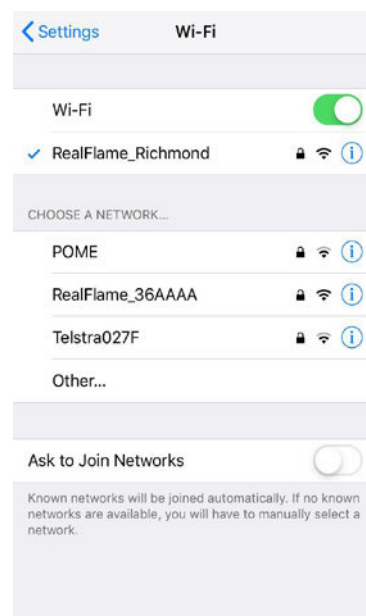 Settings Wi-Fi
Wi-Fi
RealFlame_Richmond
CHOOSE A NETWORK...
POME
RealFlame_36AAAA
Telstra027F
Other...
Ask to Join Networks
Known networks will be joined automatically. If no known
networks are available, you will have to manually select a
network.